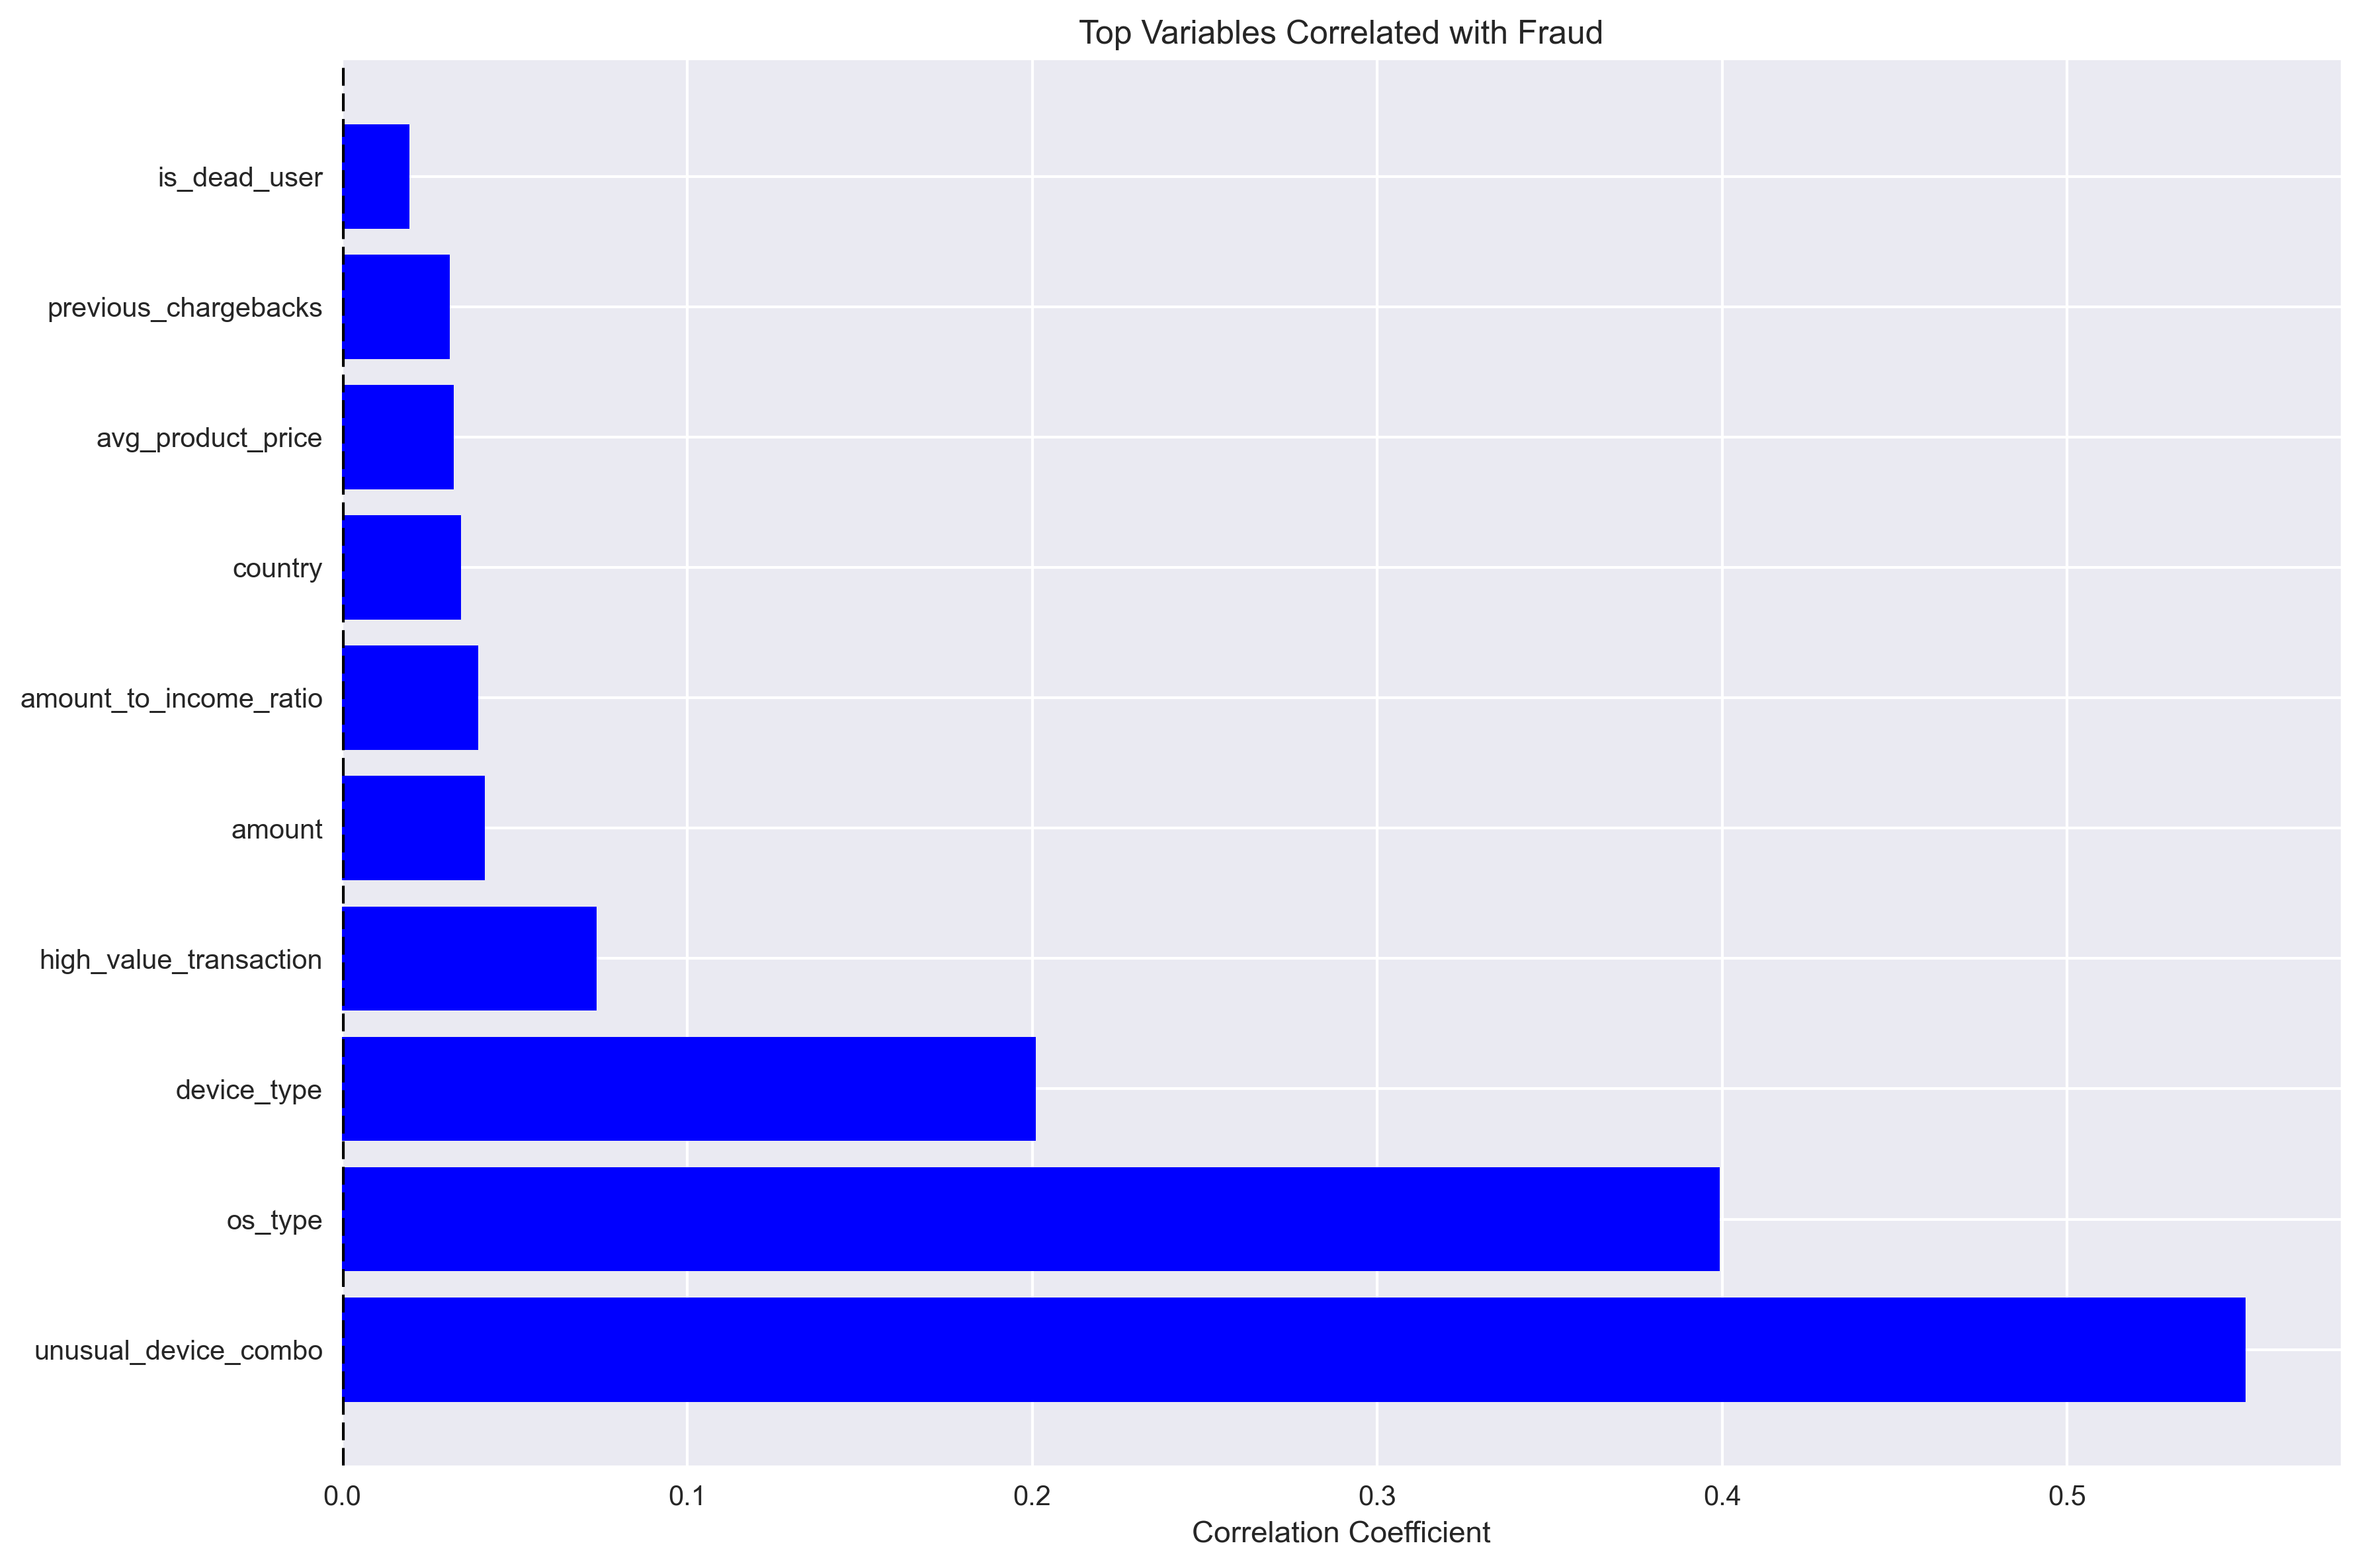 Top Variables Correlated with Fraud
is_dead_user
previous_chargebacks
avg_product_price
country
amount_to_income_ratio
amount
high_value_transaction
device_type
os_type
unusual_device_combo
0.0 0.1 0.2 0.3 0.4 0.5
Correlation Coefficient